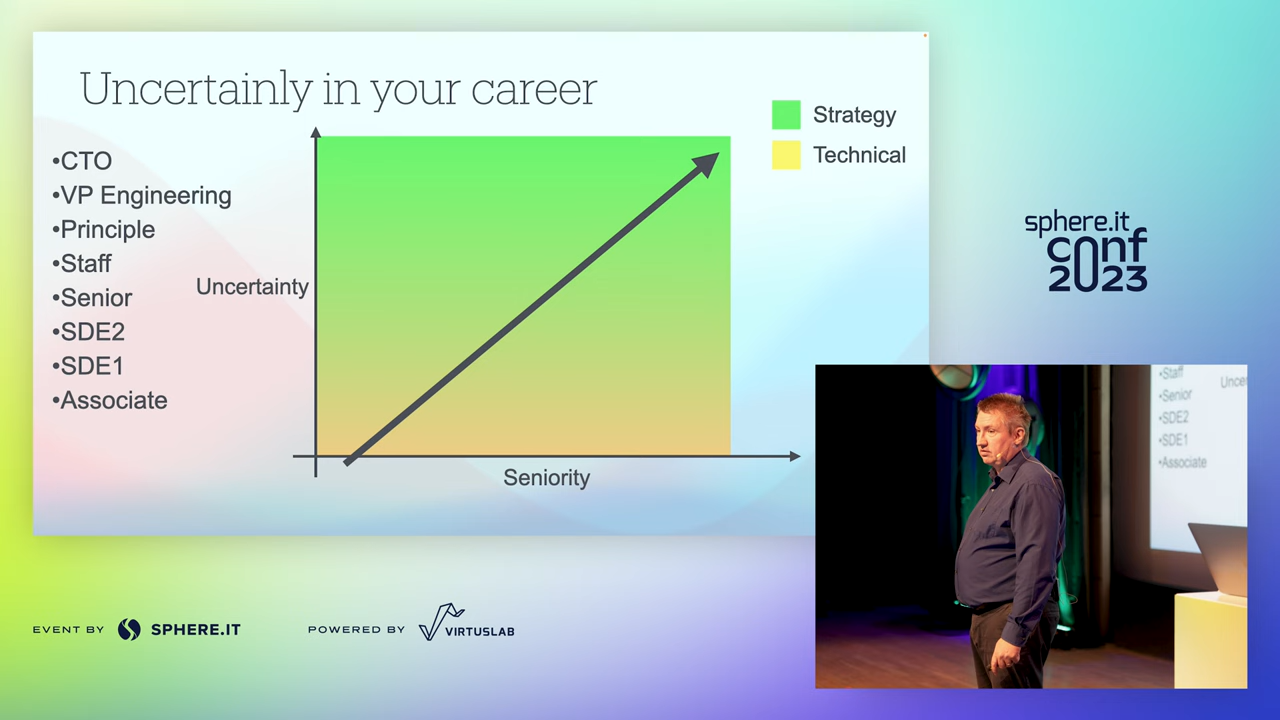 Uncertainly in your career
•CTO
•VP Engineering
•Principle
•Staff
•Senior
•SDE2
•SDE1
•Associate
Uncertainty
Seniority
Strategy
Technical
sphere.it
conf
2023
•Staff
•Senior
•SDE2
•SDE1
•Associate
Uncer
EVENT BY SPHERE.IT
POWERED BY VIRTUSLAB